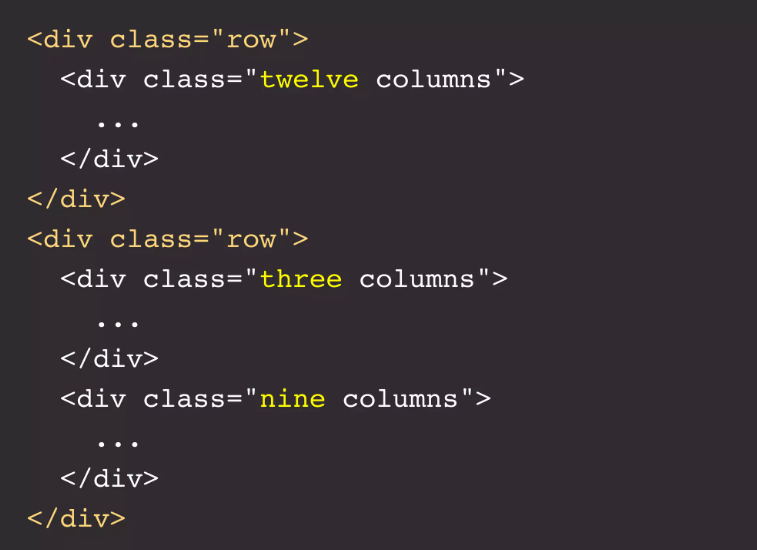 <div class="row">
  <div class="twelve columns">
    ...
  </div>
</div>
<div class="row">
  <div class="three columns">
    ...
  </div>
  <div class="nine columns">
    ...
  </div>
</div>